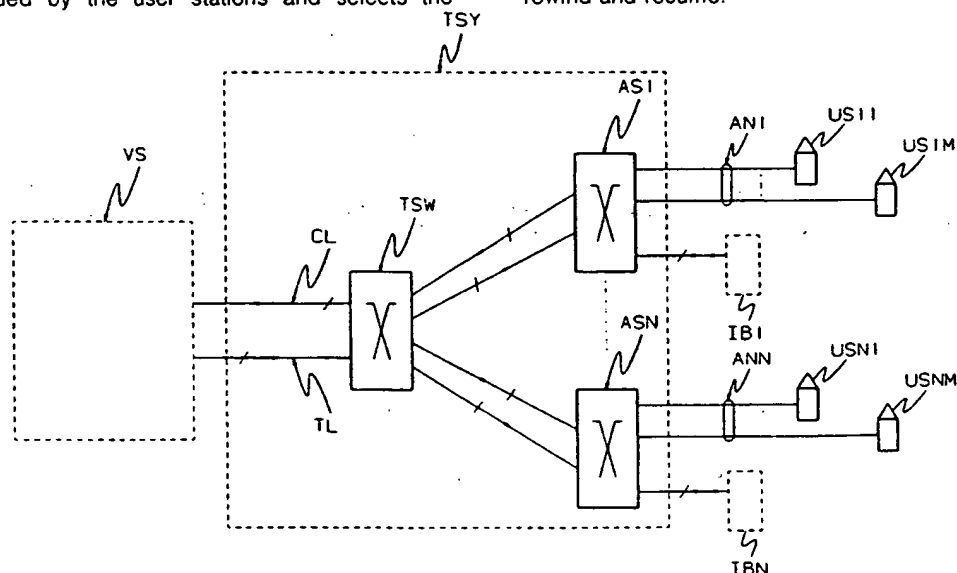 ded by the user stations and selects the rewind and resume.
TSY
AS1
AN1
US11
US1M
VS
TSW
CL
IB1
ASN
ANN
USN1
USNM
TL
IBN